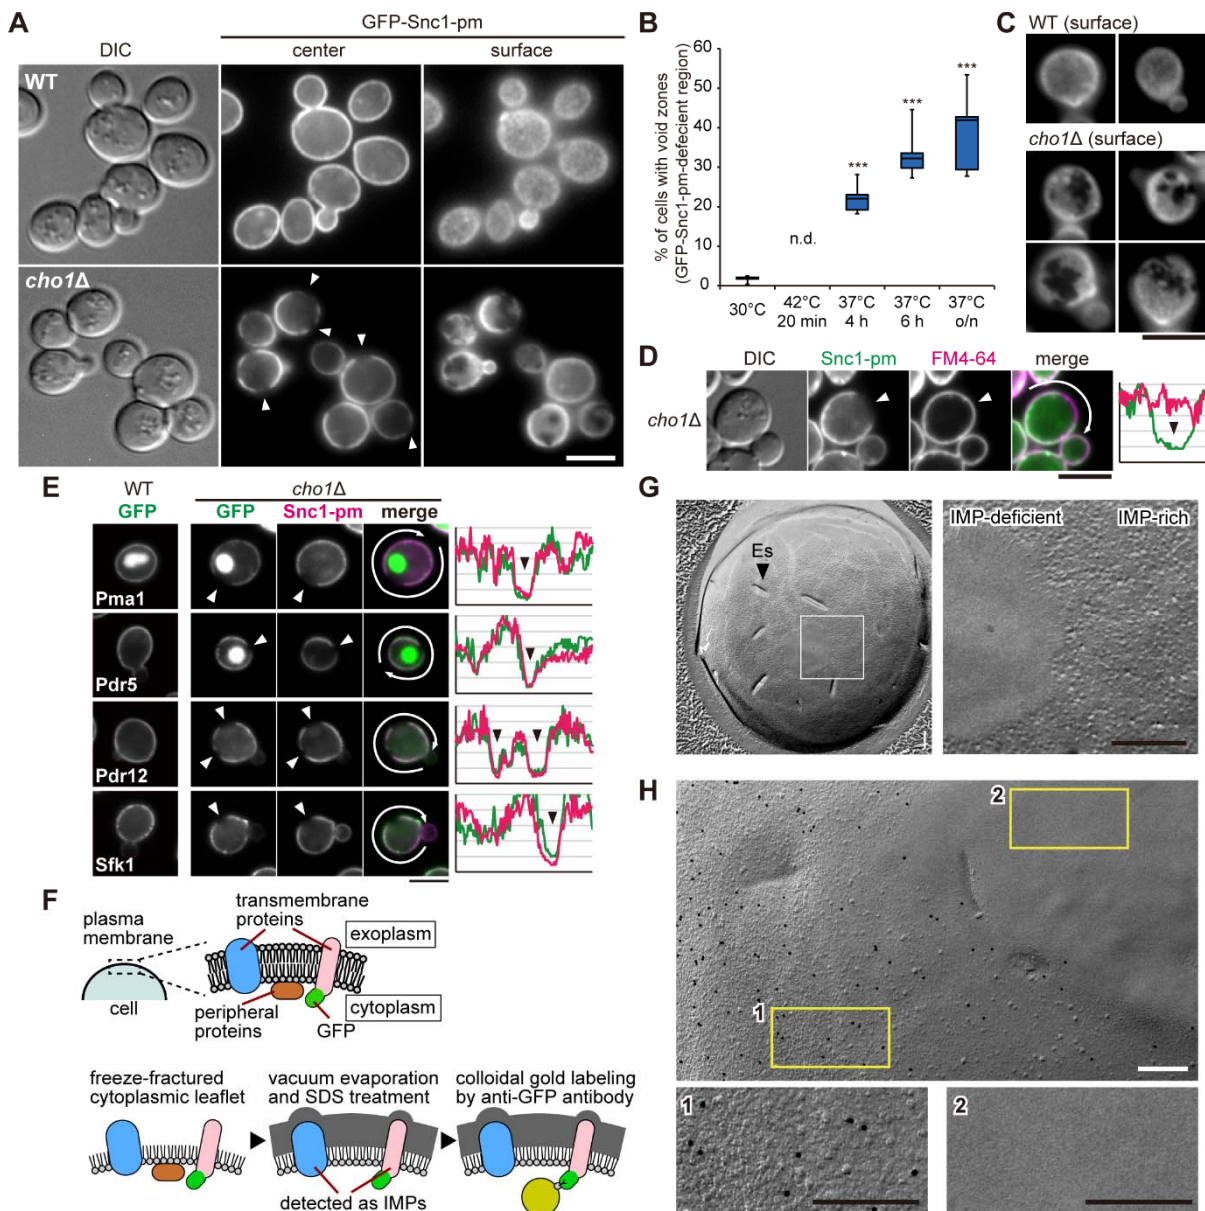 A
GFP-Snc1-pm
DIC
center
surface
WT
cho1Δ
B
% of cells with void zones
(GFP-Snc1-pm-defecient region)
60
50
40
30
20
10
0
n.d.
***
***
***
30°C
42°C
20 min
37°C
4 h
37°C
6 h
37°C
o/n
C
WT (surface)
cho1Δ (surface)
D
DIC
Snc1-pm
FM4-64
merge
cho1Δ
E
WT
cho1Δ
GFP
GFP
Snc1-pm
merge
Pma1
Pdr5
Pdr12
Sfk1
F
plasma
membrane
cell
transmembrane
proteins
exoplasm
cytoplasm
peripheral
proteins
GFP
freeze-fractured
cytoplasmic leaflet
vacuum evaporation
and SDS treatment
colloidal gold labeling
by anti-GFP antibody
detected as IMPs
G
Es
IMP-deficient
IMP-rich
H
2
1
1
2